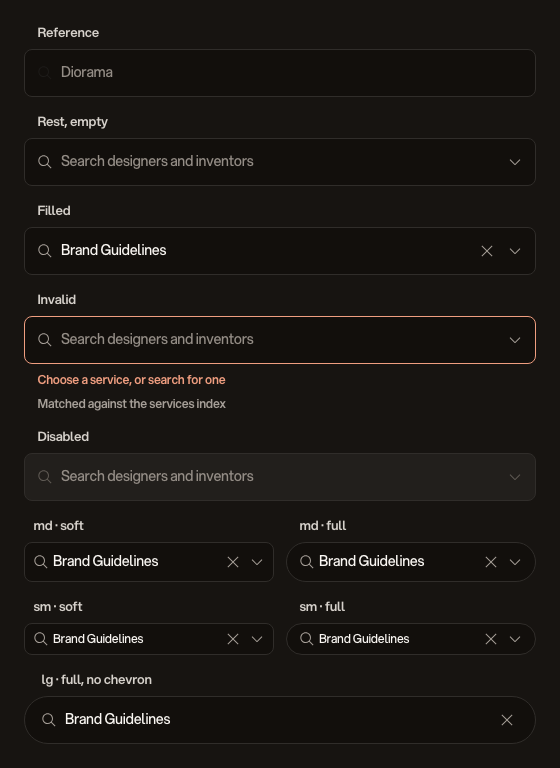 Reference
Diorama
Rest, empty
Search designers and inventors
Filled
Brand Guidelines
Invalid
Search designers and inventors
Choose a service, or search for one
Matched against the services index
Disabled
Search designers and inventors
md · soft
md · full
Brand Guidelines
Brand Guidelines
sm · soft
sm · full
Brand Guidelines
Brand Guidelines
lg · full, no chevron
Brand Guidelines